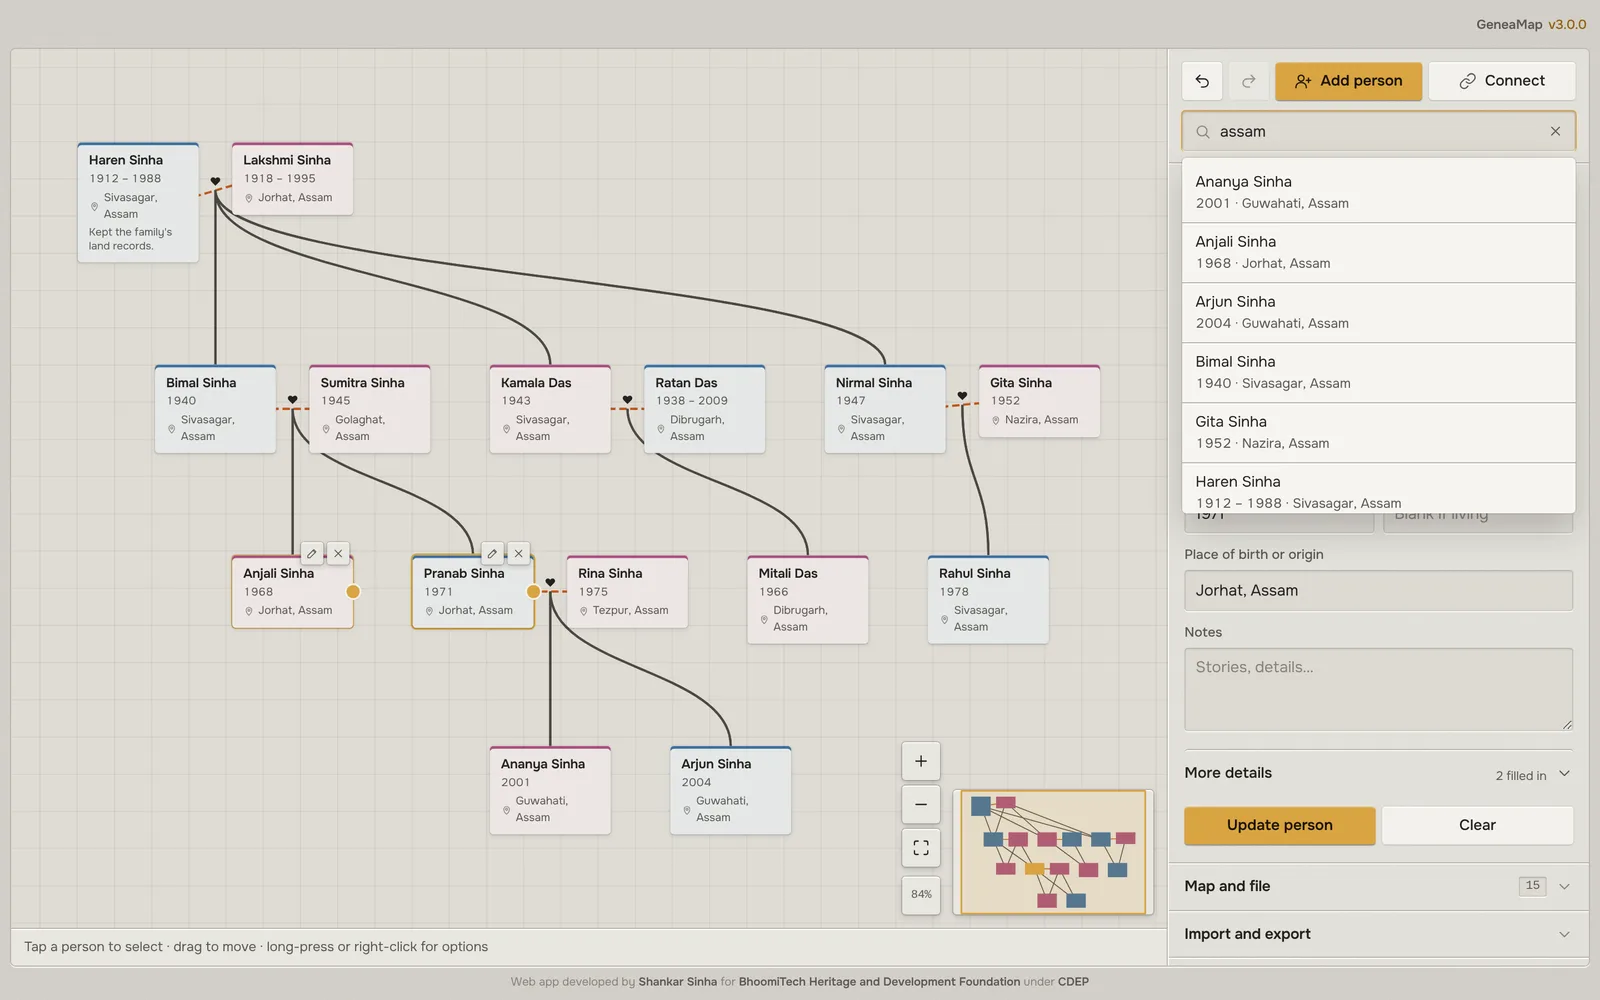 GeneaMap v3.0.0
Add person
Connect
assam
Ananya Sinha
2001 · Guwahati, Assam
Anjali Sinha
1968 · Jorhat, Assam
Arjun Sinha
2004 · Guwahati, Assam
Bimal Sinha
1940 · Sivasagar, Assam
Gita Sinha
1952 · Nazira, Assam
Haren Sinha
1912 – 1988 · Sivasagar, Assam
1971
Blank if living
Place of birth or origin
Jorhat, Assam
Notes
Stories, details...
More details
2 filled in
Update person
Clear
Map and file
15
Import and export
Haren Sinha
1912 – 1988
Sivasagar,
Assam
Kept the family's
land records.
Lakshmi Sinha
1918 – 1995
Jorhat, Assam
Bimal Sinha
1940
Sivasagar,
Assam
Sumitra Sinha
1945
Golaghat,
Assam
Kamala Das
1943
Sivasagar,
Assam
Ratan Das
1938 – 2009
Dibrugarh,
Assam
Nirmal Sinha
1947
Sivasagar,
Assam
Gita Sinha
1952
Nazira, Assam
Anjali Sinha
1968
Jorhat, Assam
Pranab Sinha
1971
Jorhat, Assam
Rina Sinha
1975
Tezpur, Assam
Mitali Das
1966
Dibrugarh,
Assam
Rahul Sinha
1978
Sivasagar,
Assam
Ananya Sinha
2001
Guwahati,
Assam
Arjun Sinha
2004
Guwahati,
Assam
84%
Tap a person to select · drag to move · long-press or right-click for options
Web app developed by Shankar Sinha for BhoomiTech Heritage and Development Foundation under CDEP